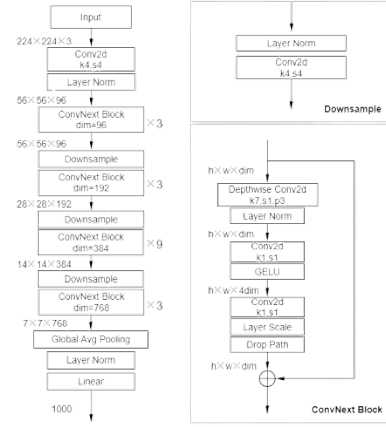 Input
224×224×3
Conv2d
k4,s4
Layer Norm
56×56×96
ConvNext Block
dim=96
×3
56×56×96
Downsample
ConvNext Block
dim=192
×3
28×28×192
Downsample
ConvNext Block
dim=384
×9
14×14×384
Downsample
ConvNext Block
dim=768
×3
7×7×768
Global Avg Pooling
Layer Norm
Linear
1000
Layer Norm
Conv2d
k4,s4
Downsample
h×w×dim
Depthwise Conv2d
k7,s1,p3
Layer Norm
h×w×dim
Conv2d
k1,s1
GELU
h×w×4dim
Conv2d
k1,s1
Layer Scale
Drop Path
h×w×dim
ConvNext Block